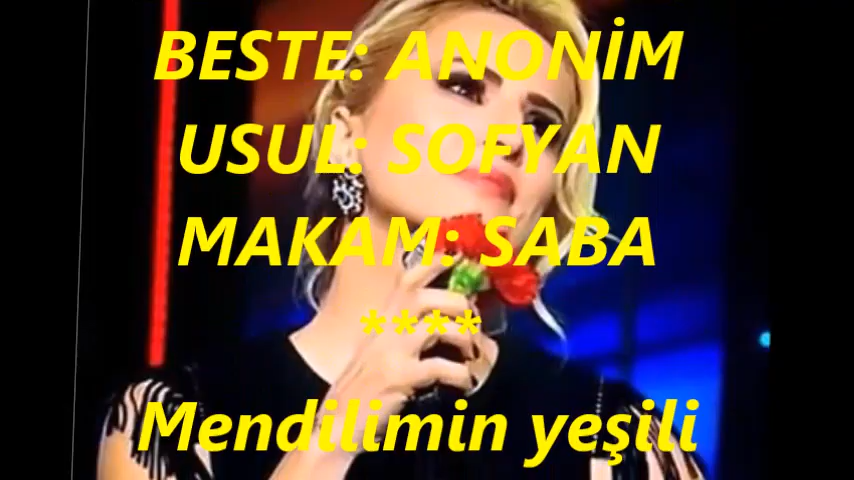 BESTE: ANONİM
USUL: SOFYAN
MAKAM: SABA
****
Mendilimin yeşili